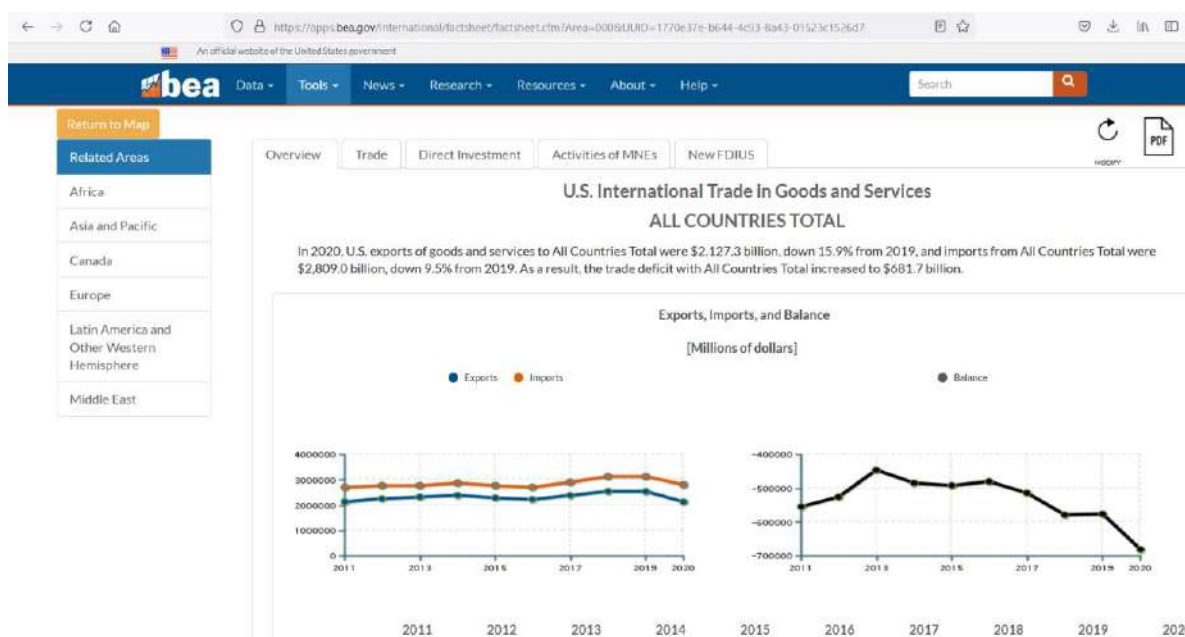 https://apps.bea.gov/international/factsheet/factsheet.cfm?Area=000&UUID=1770e37e-b644-4c93-8a43-01523c1526d7
An official website of the United States government
bea
Data
Tools
News
Research
Resources
About
Help
Search
Return to Map
MODIFY
PDF
Related Areas
Overview
Trade
Direct Investment
Activities of MNEs
New FDIUS
Africa
Asia and Pacific
Canada
Europe
Latin America and
Other Western
Hemisphere
Middle East
U.S. International Trade in Goods and Services
ALL COUNTRIES TOTAL
In 2020, U.S. exports of goods and services to All Countries Total were $2,127.3 billion, down 15.9% from 2019, and imports from All Countries Total were
$2,809.0 billion, down 9.5% from 2019. As a result, the trade deficit with All Countries Total increased to $681.7 billion.
Exports, Imports, and Balance
[Millions of dollars]
Exports Imports
Balance
4000000
3000000
2000000
1000000
0
2011 2013 2015 2017 2019 2020
-400000
-500000
-600000
-700000
2011 2013 2015 2017 2019 2020
2011 2012 2013 2014 2015 2016 2017 2018 2019 202